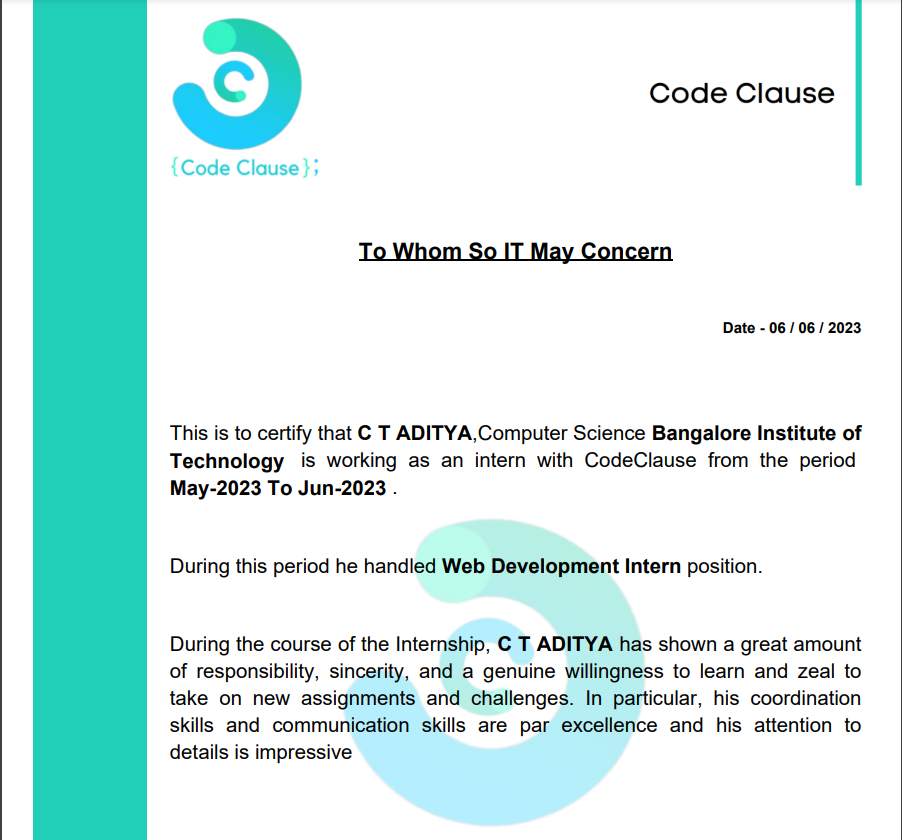 Code Clause
{Code Clause};
To Whom So IT May Concern
Date - 06 / 06 / 2023
This is to certify that C T ADITYA,Computer Science Bangalore Institute of
Technology is working as an intern with CodeClause from the period
May-2023 To Jun-2023 .
During this period he handled Web Development Intern position.
During the course of the Internship, C T ADITYA has shown a great amount
of responsibility, sincerity, and a genuine willingness to learn and zeal to
take on new assignments and challenges. In particular, his coordination
skills and communication skills are par excellence and his attention to
details is impressive